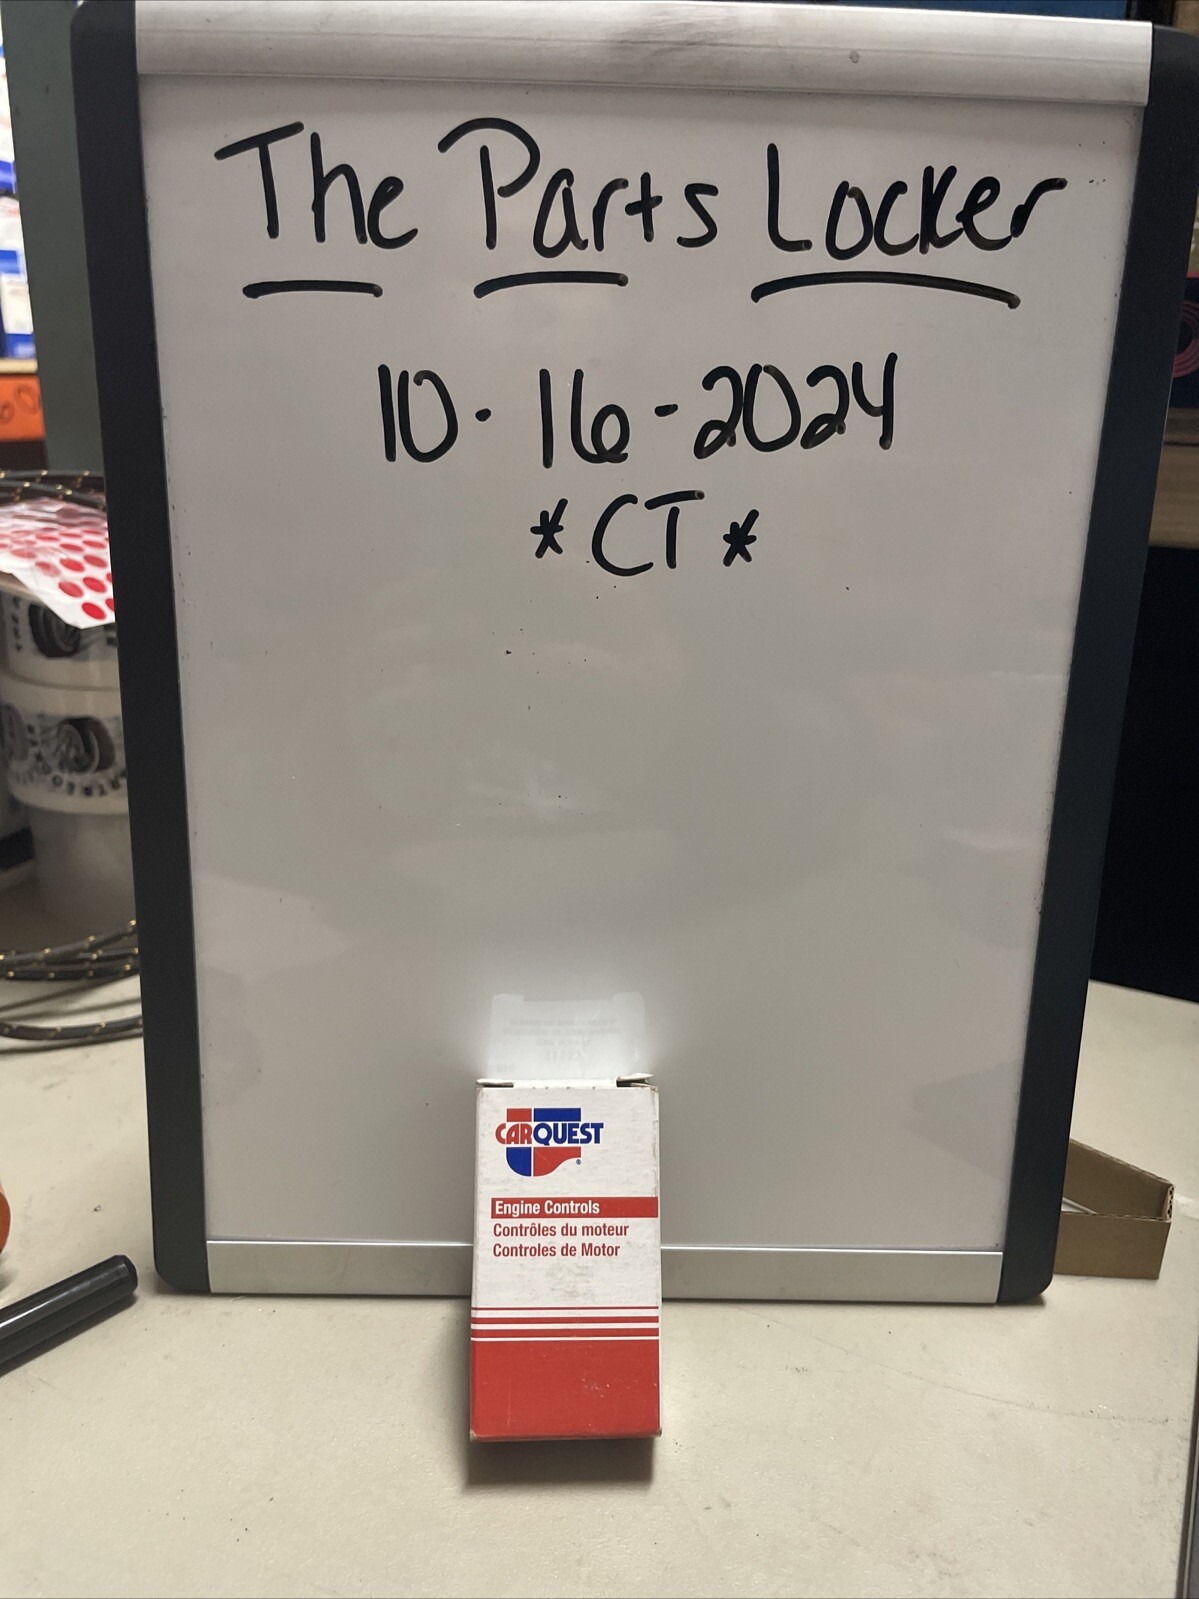 The Parts Locker
10-16-2024
*CT*
CARQUEST
®
Engine Controls
Contrôles du moteur
Controles de Motor